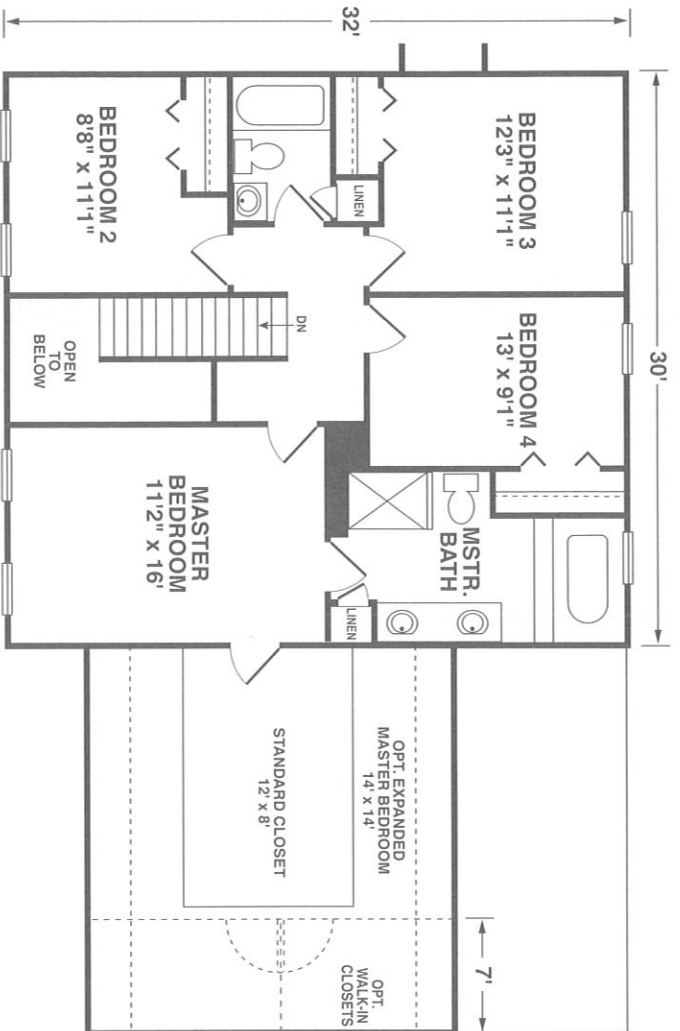 32'
30'
BEDROOM 3
12'3" x 11'1"
BEDROOM 4
13' x 9'1"
MSTR.
BATH
LINEN
LINEN
BEDROOM 2
8'8" x 11'1"
DN
OPEN
TO
BELOW
MASTER
BEDROOM
11'2" x 16'
OPT. EXPANDED
MASTER BEDROOM
14' x 14'
STANDARD CLOSET
12' x 8'
7'
OPT.
WALK-IN
CLOSETS